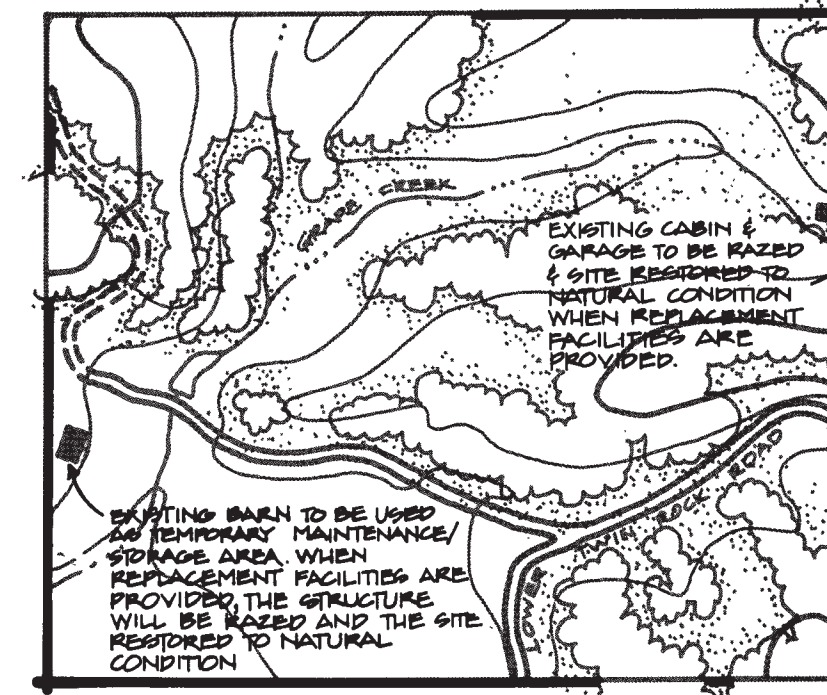 GRAPE CREEK
EXISTING CABIN &
GARAGE TO BE RAZED
& SITE RESTORED TO
NATURAL CONDITION
WHEN REPLACEMENT
FACILITIES ARE
PROVIDED.
LOWER TWIN ROCK ROAD
EXISTING BARN TO BE USED
AS TEMPORARY MAINTENANCE/
STORAGE AREA. WHEN
REPLACEMENT FACILITIES ARE
PROVIDED, THE STRUCTURE
WILL BE RAZED AND THE SITE
RESTORED TO NATURAL
CONDITION